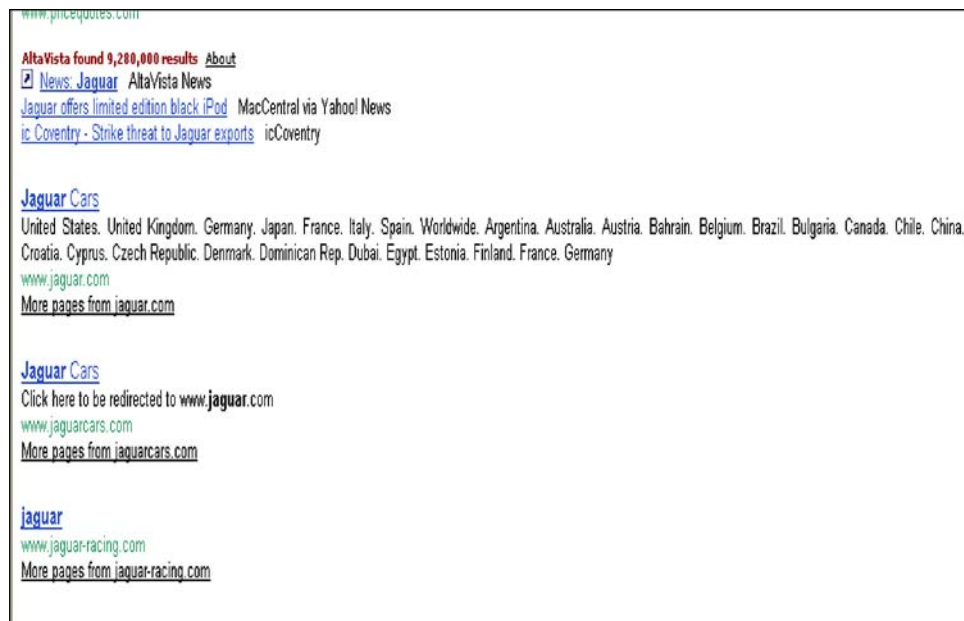 www.pricequotes.com
AltaVista found 9,280,000 results About
News: Jaguar AltaVista News
Jaguar offers limited edition black iPod MacCentral via Yahoo! News
ic Coventry - Strike threat to Jaguar exports icCoventry
Jaguar Cars
United States. United Kingdom. Germany. Japan. France. Italy. Spain. Worldwide. Argentina. Australia. Austria. Bahrain. Belgium. Brazil. Bulgaria. Canada. Chile. China.
Croatia. Cyprus. Czech Republic. Denmark. Dominican Rep. Dubai. Egypt. Estonia. Finland. France. Germany
www.jaguar.com
More pages from jaguar.com
Jaguar Cars
Click here to be redirected to www.jaguar.com
www.jaguarcars.com
More pages from jaguarcars.com
jaguar
www.jaguar-racing.com
More pages from jaguar-racing.com